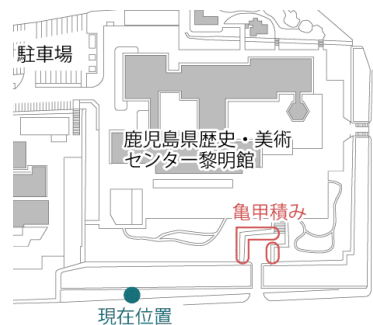 駐車場
鹿児島県歴史・美術
センター黎明館
亀甲積み
現在位置